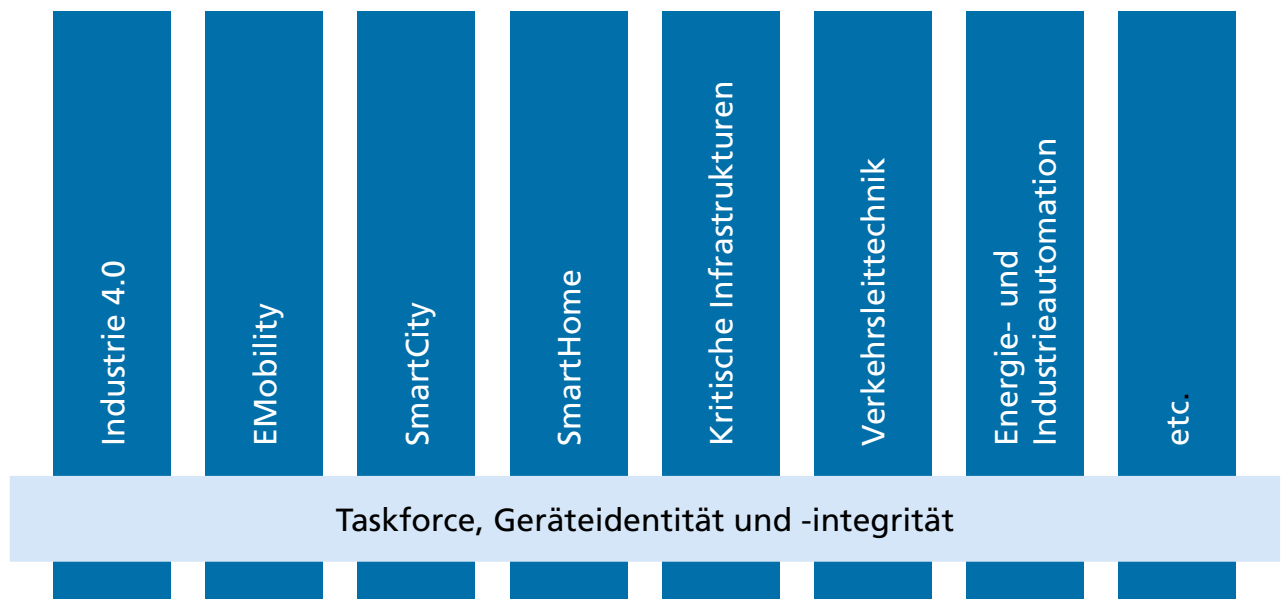 Industrie 4.0
EMobility
SmartCity
SmartHome
Kritische Infrastrukturen
Verkehrsleittechnik
Energie- und
Industrieautomation
etc.
Taskforce, Geräteidentität und -integrität